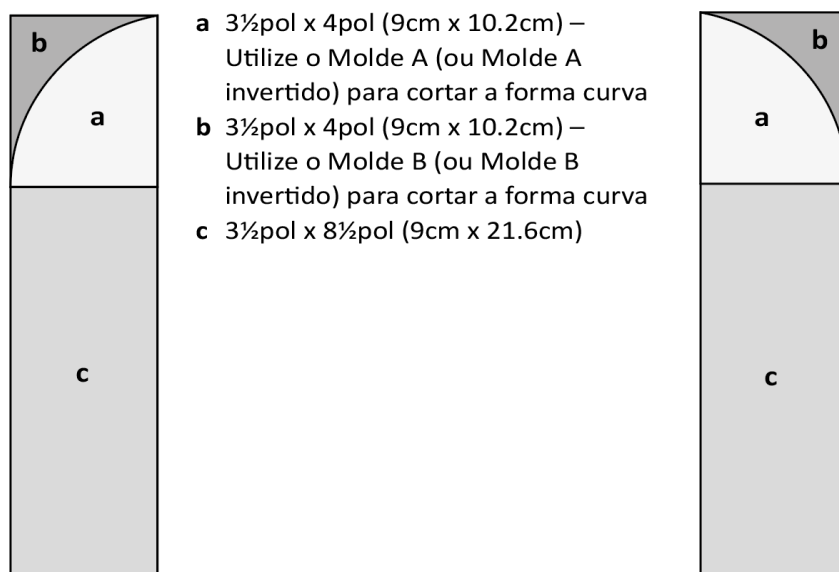 b
a
c
a 3½pol x 4pol (9cm x 10.2cm) –
Utilize o Molde A (ou Molde A
invertido) para cortar a forma curva
b 3½pol x 4pol (9cm x 10.2cm) –
Utilize o Molde B (ou Molde B
invertido) para cortar a forma curva
c 3½pol x 8½pol (9cm x 21.6cm)
b
a
c